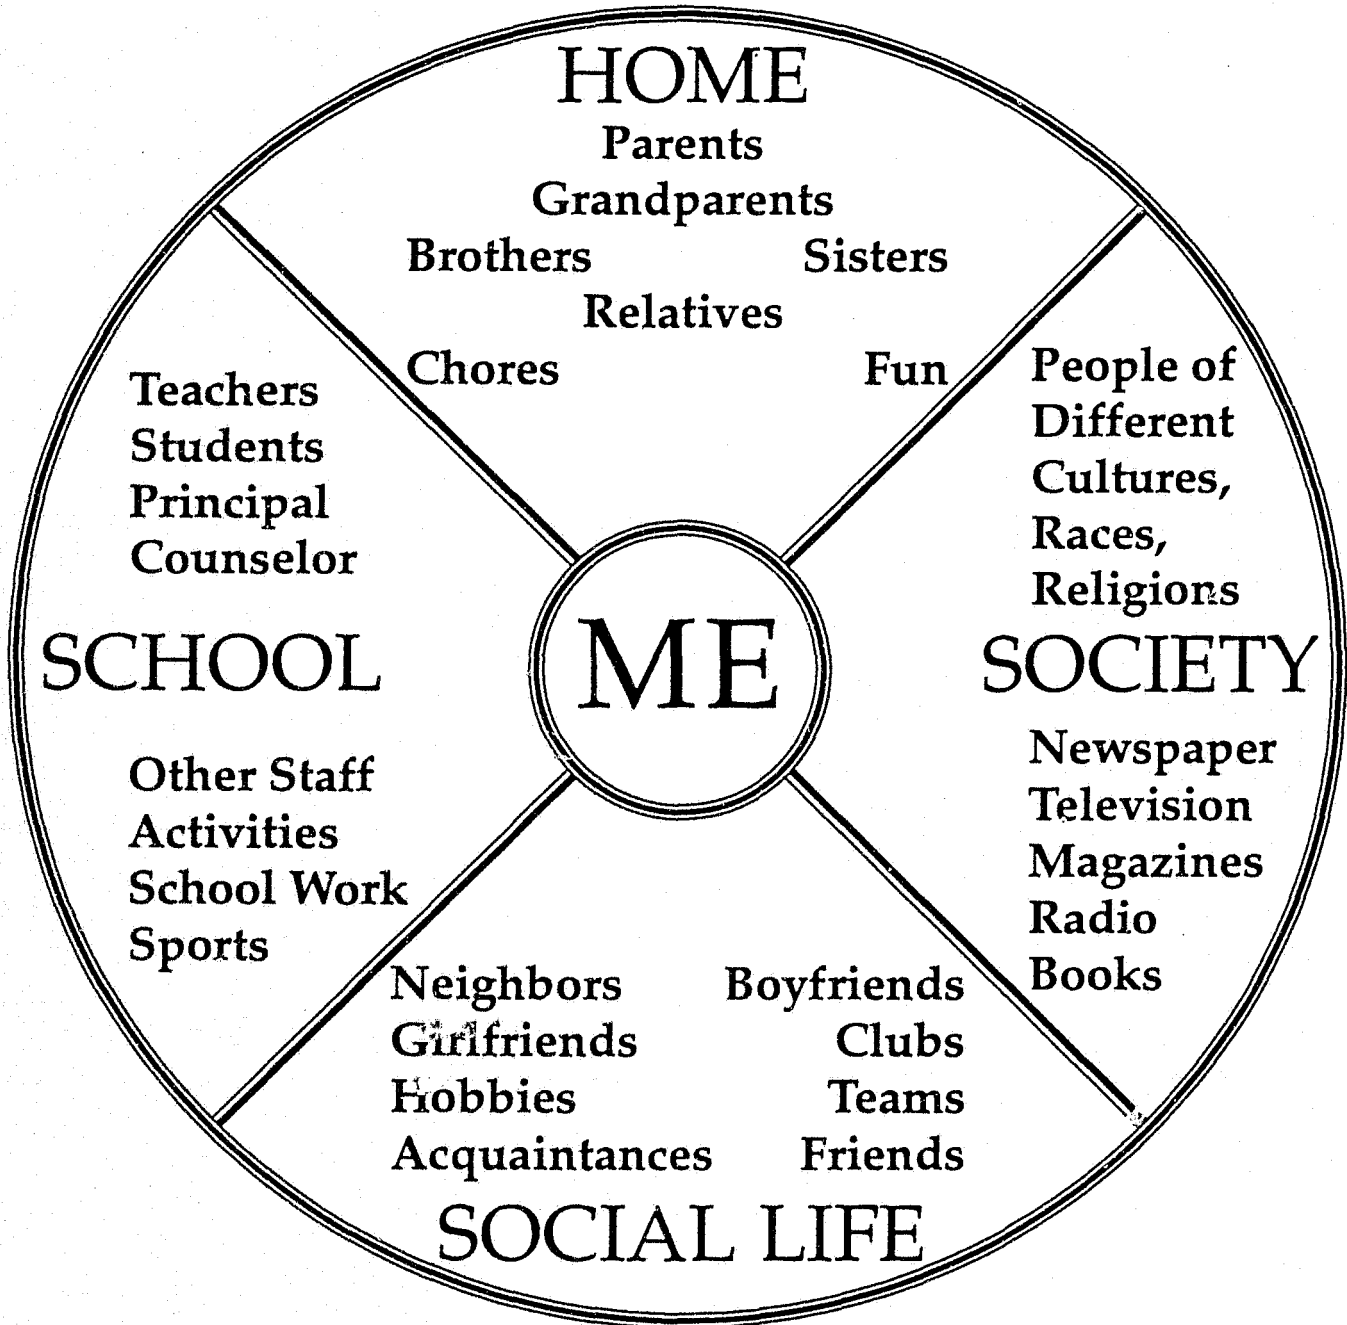 HOME
Parents
Grandparents
Brothers Sisters
Relatives
Chores Fun
Teachers
Students
Principal
Counselor
SCHOOL
Other Staff
Activities
School Work
Sports
ME
People of
Different
Cultures,
Races,
Religions
SOCIETY
Newspaper
Television
Magazines
Radio
Books
Neighbors Boyfriends
Girlfriends Clubs
Hobbies Teams
Acquaintances Friends
SOCIAL LIFE